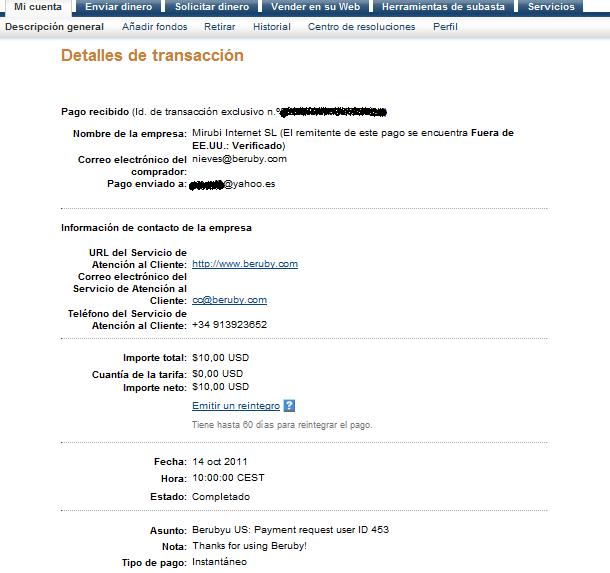 Mi cuenta Enviar dinero Solicitar dinero Vender en su Web Herramientas de subasta Servicios
Descripción general Añadir fondos Retirar Historial Centro de resoluciones Perfil
Detalles de transacción
Pago recibido (Id. de transacción exclusivo n.º
Nombre de la empresa: Mirubi Internet SL (El remitente de este pago se encuentra Fuera de
EE.UU.: Verificado)
Correo electrónico del nieves@beruby.com
comprador:
Pago enviado a: @yahoo.es
Información de contacto de la empresa
URL del Servicio de
Atención al Cliente: http://www.beruby.com
Correo electrónico del
Servicio de Atención al
Cliente: cc@beruby.com
Teléfono del Servicio de
Atención al Cliente: +34 913923652
Importe total: $10,00 USD
Cuantía de la tarifa: $0,00 USD
Importe neto: $10,00 USD
Emitir un reintegro ?
Tiene hasta 60 días para reintegrar el pago.
Fecha: 14 oct 2011
Hora: 10:00:00 CEST
Estado: Completado
Asunto: Berubyu US: Payment request user ID 453
Nota: Thanks for using Beruby!
Tipo de pago: Instantáneo